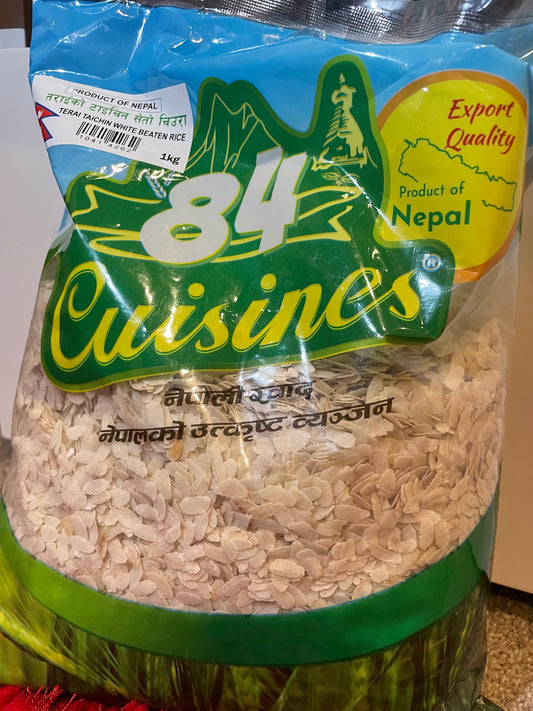 PRODUCT OF NEPAL
तराईको टाइचिन सेतो चिउरा
TERAI TAICHIN WHITE BEATEN RICE
1kg
84
Cuisines®
Export
Quality
Product of
Nepal
नेपाली स्वाद
नेपालको उत्कृष्ट व्यञ्जन